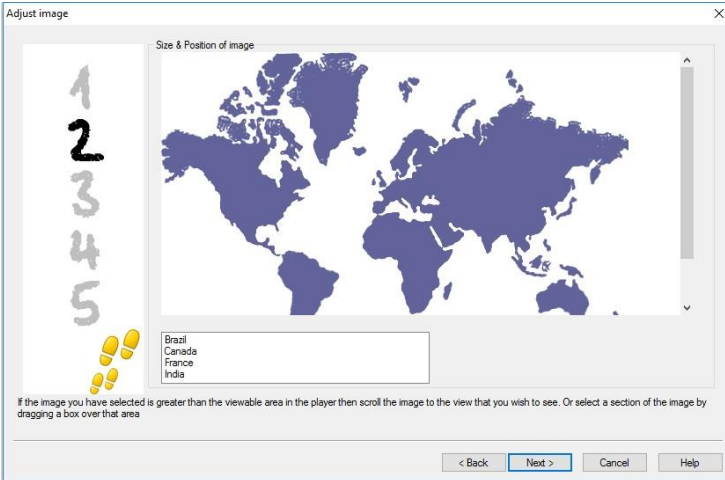 Adjust image
Size & Position of image
1
2
3
4
5
Brazil
Canada
France
India
If the image you have selected is greater than the viewable area in the player then scroll the image to the view that you wish to see. Or select a section of the image by
dragging a box over that area
< Back
Next >
Cancel
Help